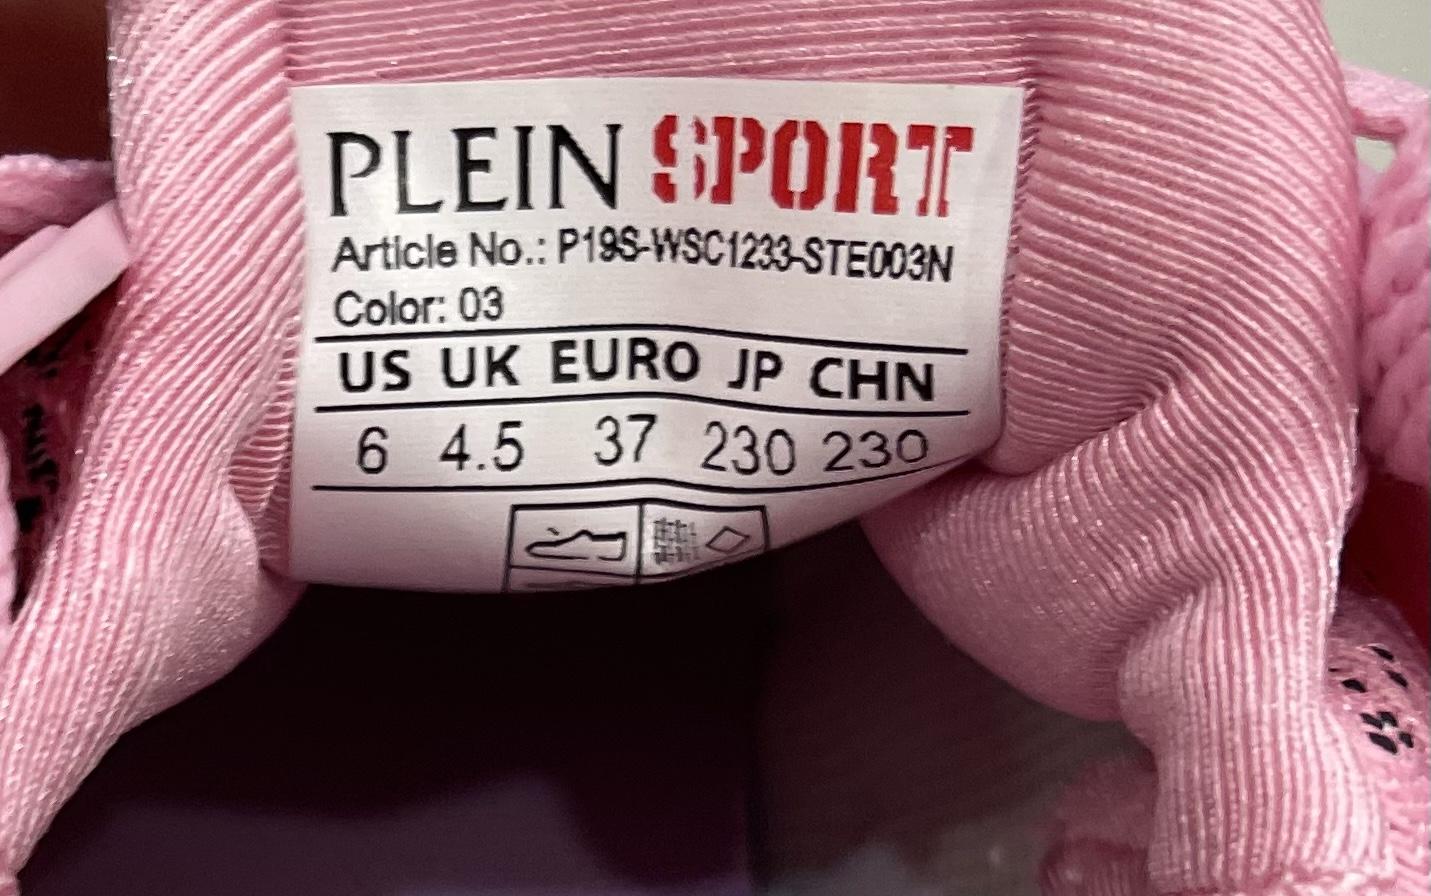 PLEIN SPORT
Article No.: P19S-WSC1233-STE003N
Color: 03
US UK EURO JP CHN
6 4.5 37 230 230